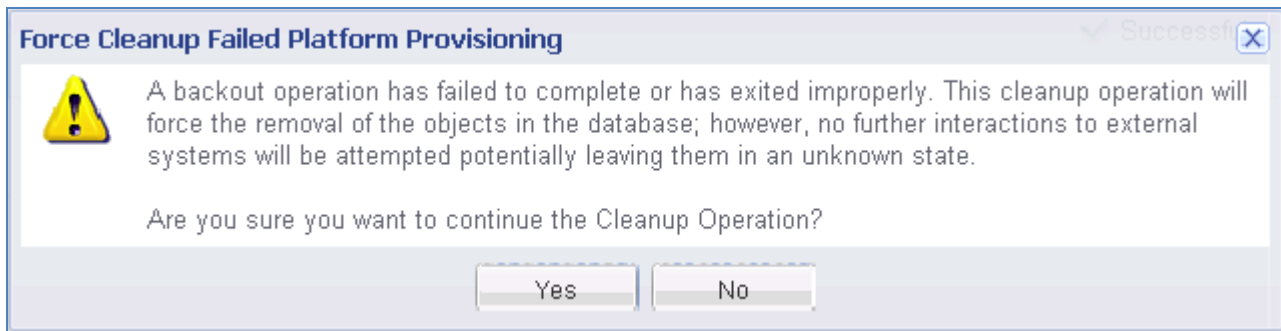 Force Cleanup Failed Platform Provisioning
A backout operation has failed to complete or has exited improperly. This cleanup operation will
force the removal of the objects in the database; however, no further interactions to external
systems will be attempted potentially leaving them in an unknown state.
Are you sure you want to continue the Cleanup Operation?
Yes No